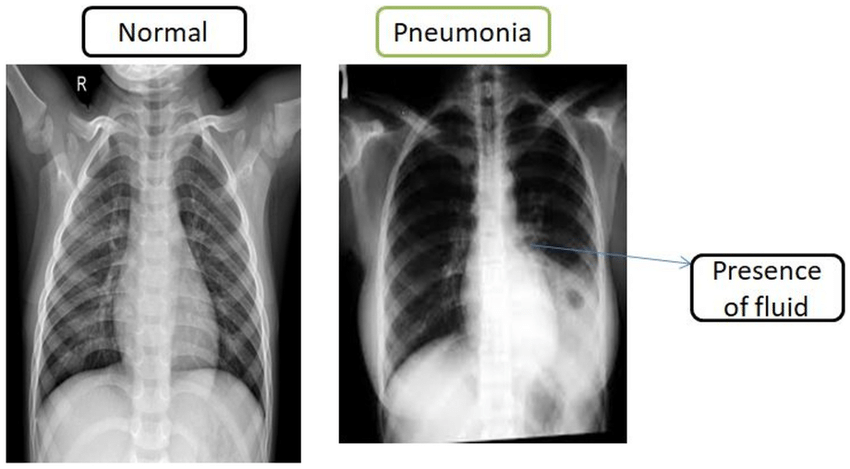 Normal
Pneumonia
R
Presence
of fluid